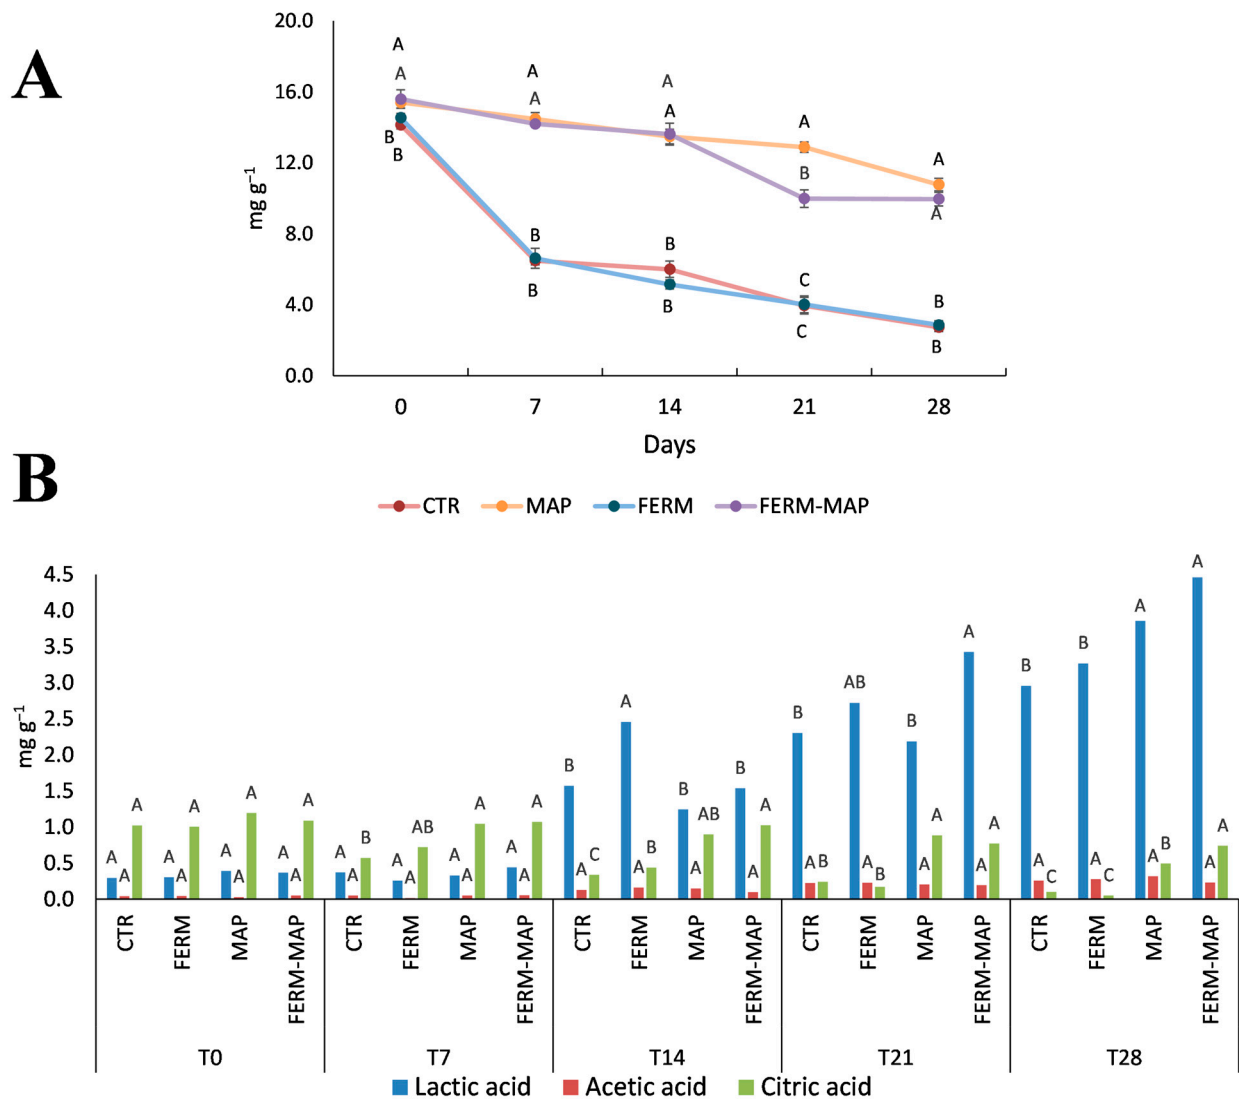 A
20.0
16.0
12.0
8.0
4.0
0.0
mg g⁻¹
A A A A A
A A A B A
B B B C B
B B B C B
0 7 14 21 28
Days
CTR MAP FERM FERM-MAP
B
4.5
4.0
3.5
3.0
2.5
2.0
1.5
1.0
0.5
0.0
mg g⁻¹
A A A A A A A A A A A A
A A B A A AB A A A A A A
B A C A A B B A AB B A A
B A B AB A B B A A A A A
B A C B A C A A B A A A
CTR FERM MAP FERM-MAP CTR FERM MAP FERM-MAP CTR FERM MAP FERM-MAP CTR FERM MAP FERM-MAP CTR FERM MAP FERM-MAP
T0 T7 T14 T21 T28
Lactic acid Acetic acid Citric acid